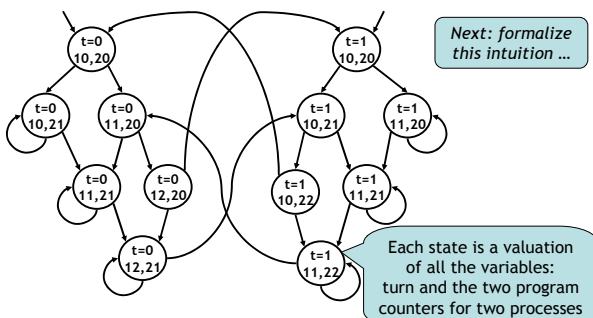 t=0
10,20
t=1
10,20
Next: formalize
this intuition …
t=0
10,21
t=0
11,20
t=1
10,21
t=1
11,20
t=0
11,21
t=0
12,20
t=1
10,22
t=1
11,21
t=0
12,21
t=1
11,22
Each state is a valuation
of all the variables:
turn and the two program
counters for two processes